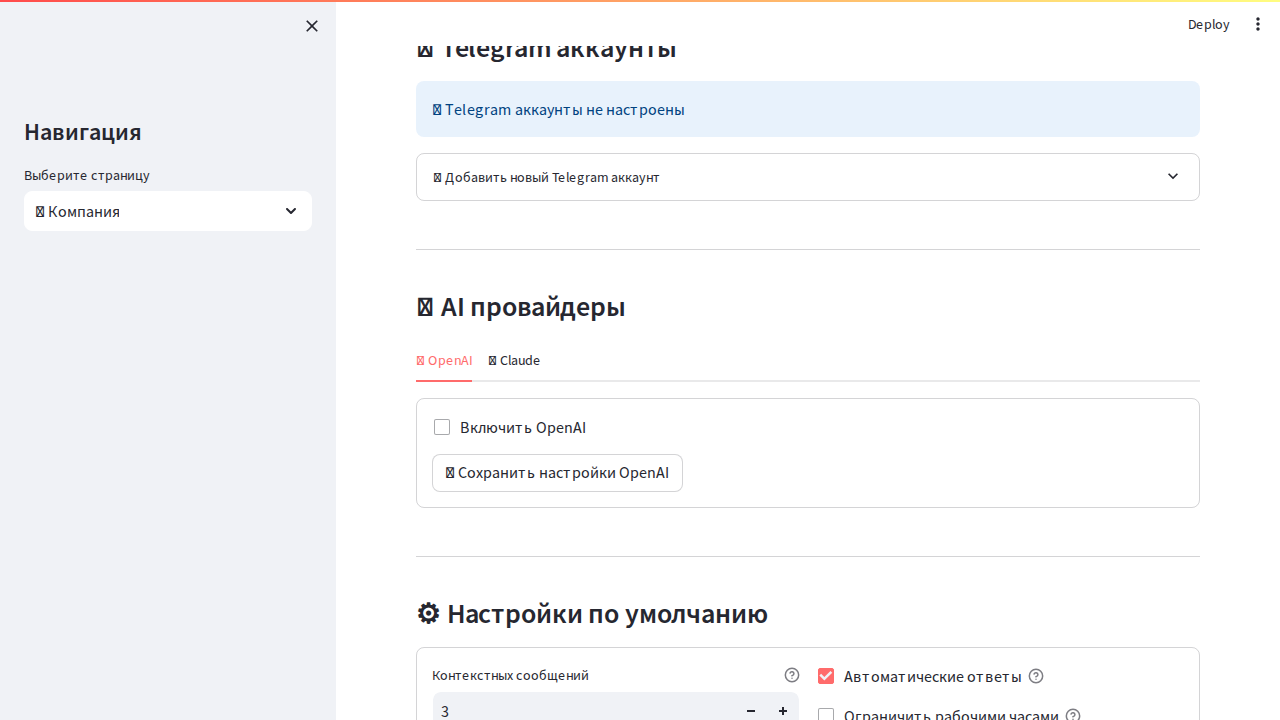 Deploy
Telegram аккаунты
Навигация
Telegram аккаунты не настроены
Выберите страницу
Добавить новый Telegram аккаунт
Компания
AI провайдеры
OpenAI
Claude
Включить OpenAI
Сохранить настройки OpenAI
⚙ Настройки по умолчанию
Контекстных сообщений
Автоматические ответы
3
Ограничить рабочими часами